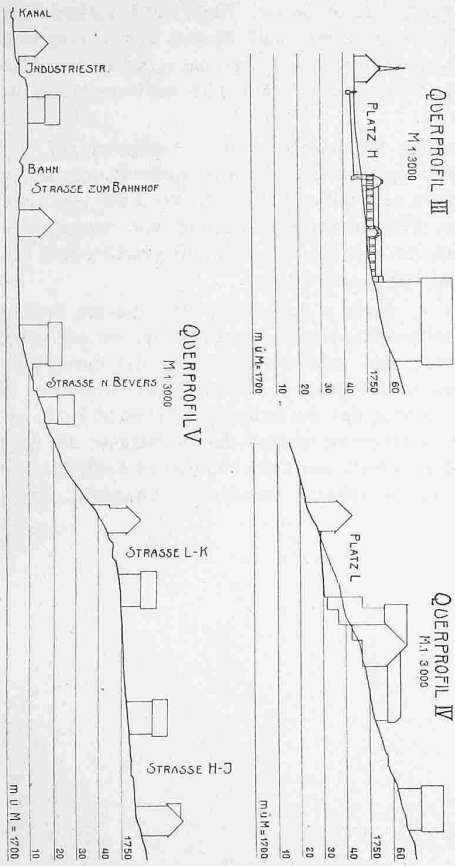 QUERPROFIL III
M. 1:3000
PLATZ H
60
1750
40
30
20
10
m ü M.=1700
QUERPROFIL IV
M. 1:3000
PLATZ L
60
1750
40
30
20
10
m ü M.=1700
QUERPROFIL V
M. 1:3000
KANAL
INDUSTRIESTR.
BAHN
STRASSE ZUM BAHNHOF
STRASSE N. BEVERS
STRASSE L-K
STRASSE H-J
1750
40
30
20
10
m ü M = 1700